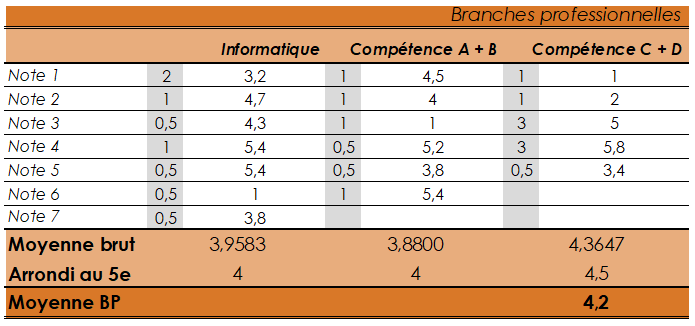 Branches professionnelles
Informatique Compétence A + B Compétence C + D
Note 1 2 3,2 1 4,5 1 1
Note 2 1 4,7 1 4 1 2
Note 3 0,5 4,3 1 1 3 5
Note 4 1 5,4 0,5 5,2 3 5,8
Note 5 0,5 5,4 0,5 3,8 0,5 3,4
Note 6 0,5 1 1 5,4
Note 7 0,5 3,8
Moyenne brut 3,9583 3,8800 4,3647
Arrondi au 5e 4 4 4,5
Moyenne BP 4,2